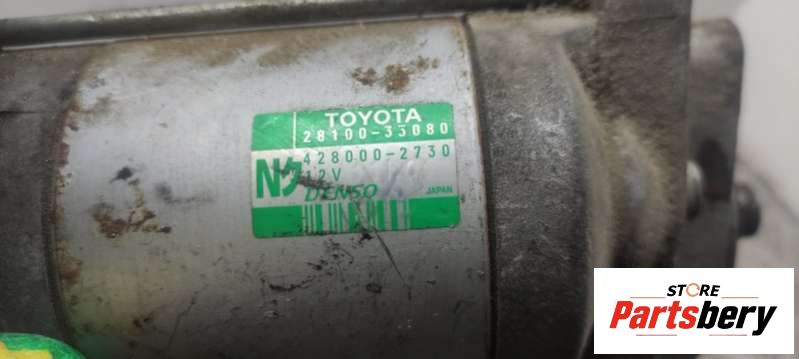 TOYOTA
28100-33080
428000-2730
12V
DENSO
JAPAN
STORE
Partsbery